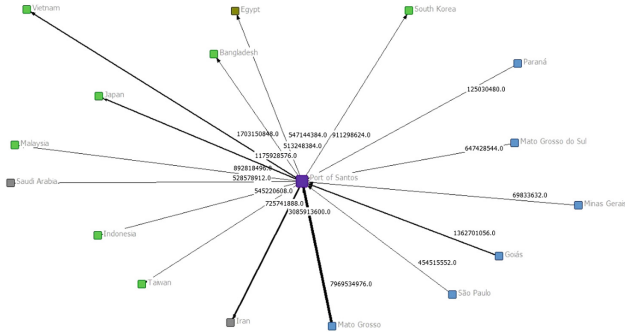 Vietnam
Egypt
South Korea
Bangladesh
Paraná
125030480.0
Japan
1703150848.0
547144384.0
911298624.0
Malaysia
513248384.0
Mato Grosso do Sul
647428544.0
1175928576.0
892818496.0
Saudi Arabia
528578912.0
Port of Santos
545220608.0
69833632.0
725741888.0
Minas Gerais
3085913600.0
Indonesia
1362701056.0
Goiás
454515552.0
Taiwan
7969534976.0
São Paulo
Iran
Mato Grosso